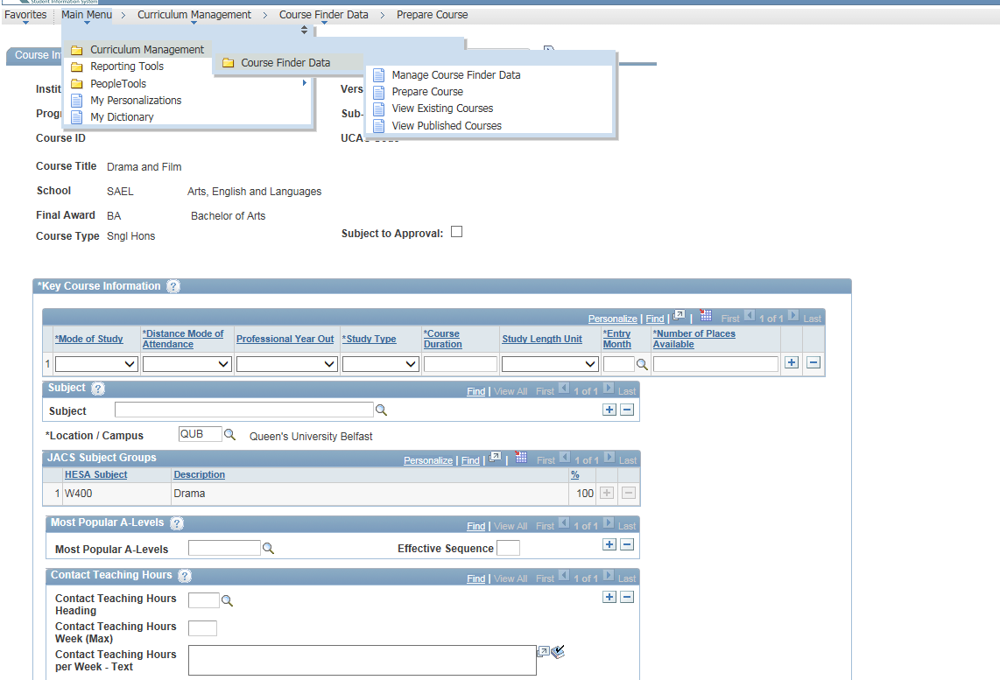 Student Information System
Favorites Main Menu > Curriculum Management > Course Finder Data > Prepare Course
Curriculum Management
Reporting Tools
PeopleTools
My Personalizations
My Dictionary
Course Finder Data
Manage Course Finder Data
Prepare Course
View Existing Courses
View Published Courses
Course In
Instit Vers
Progr Sub-
Course ID
Course Title Drama and Film
School SAEL Arts, English and Languages
Final Award BA Bachelor of Arts
Course Type Sngl Hons Subject to Approval:
*Key Course Information ?
Personalize | Find | | First 1 of 1 Last
*Mode of Study *Distance Mode of Attendance Professional Year Out *Study Type *Course Duration Study Length Unit *Entry Month *Number of Places Available
1 + −
Subject ? Find | View All First 1 of 1 Last
Subject + −
*Location / Campus QUB Queen's University Belfast
JACS Subject Groups Personalize | Find | | First 1 of 1 Last
HESA Subject Description %
1 W400 Drama 100 + −
Most Popular A-Levels ? Find | View All First 1 of 1 Last
Most Popular A-Levels Effective Sequence + −
Contact Teaching Hours ? Find | View All First 1 of 1 Last
Contact Teaching Hours + −
Heading
Contact Teaching Hours
Week (Max)
Contact Teaching Hours
per Week - Text